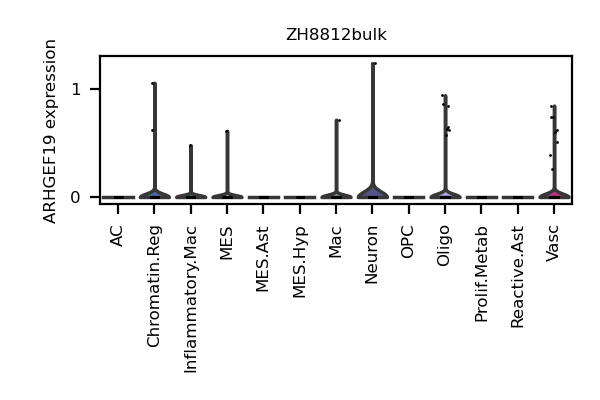 ZH8812bulk
ARHGEF19 expression
1
0
AC
Chromatin.Reg
Inflammatory.Mac
MES
MES.Ast
MES.Hyp
Mac
Neuron
OPC
Oligo
Prolif.Metab
Reactive.Ast
Vasc